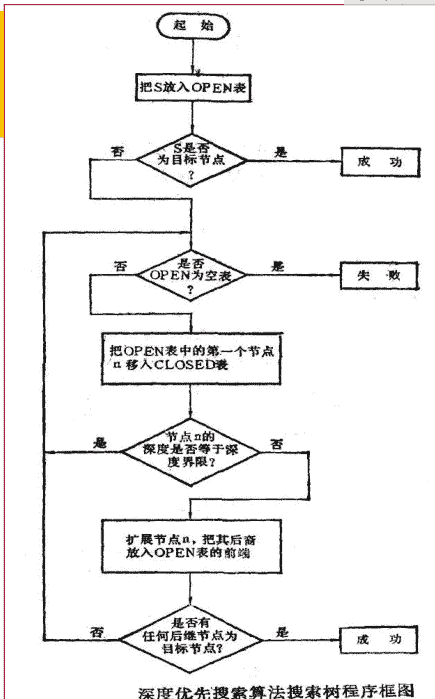 起 始
把S放入OPEN表
S是否
为目标节点
?
否
是
成 功
是否
OPEN为空表
?
否
是
失 败
把OPEN表中的第一个节点
n 移入CLOSED表
节点n的
深度是否等于深
度界限?
是
否
扩展节点n,把其后裔
放入OPEN表的前端
是否有
任何后继节点为
目标节点?
否
是
成 功
深度优先搜索算法搜索树程序框图